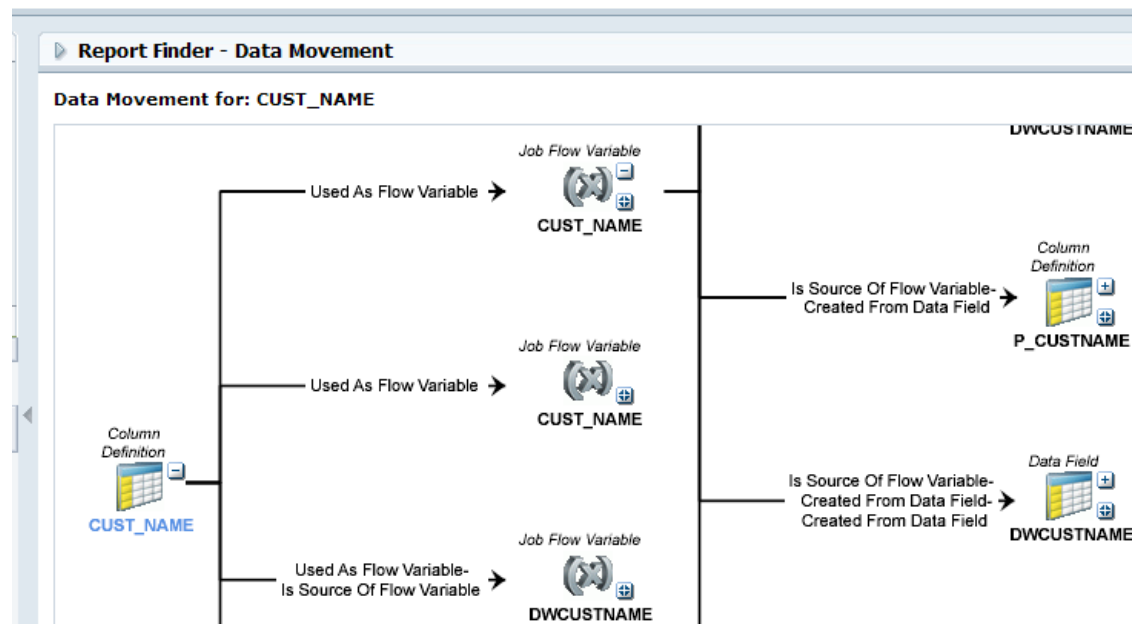 Report Finder - Data Movement
Data Movement for: CUST_NAME
DWCUSTNAME
Job Flow Variable
Used As Flow Variable
CUST_NAME
Column
Definition
Is Source Of Flow Variable-
Created From Data Field
P_CUSTNAME
Job Flow Variable
Used As Flow Variable
CUST_NAME
Column
Definition
CUST_NAME
Data Field
Is Source Of Flow Variable-
Created From Data Field-
Created From Data Field
DWCUSTNAME
Job Flow Variable
Used As Flow Variable-
Is Source Of Flow Variable
DWCUSTNAME